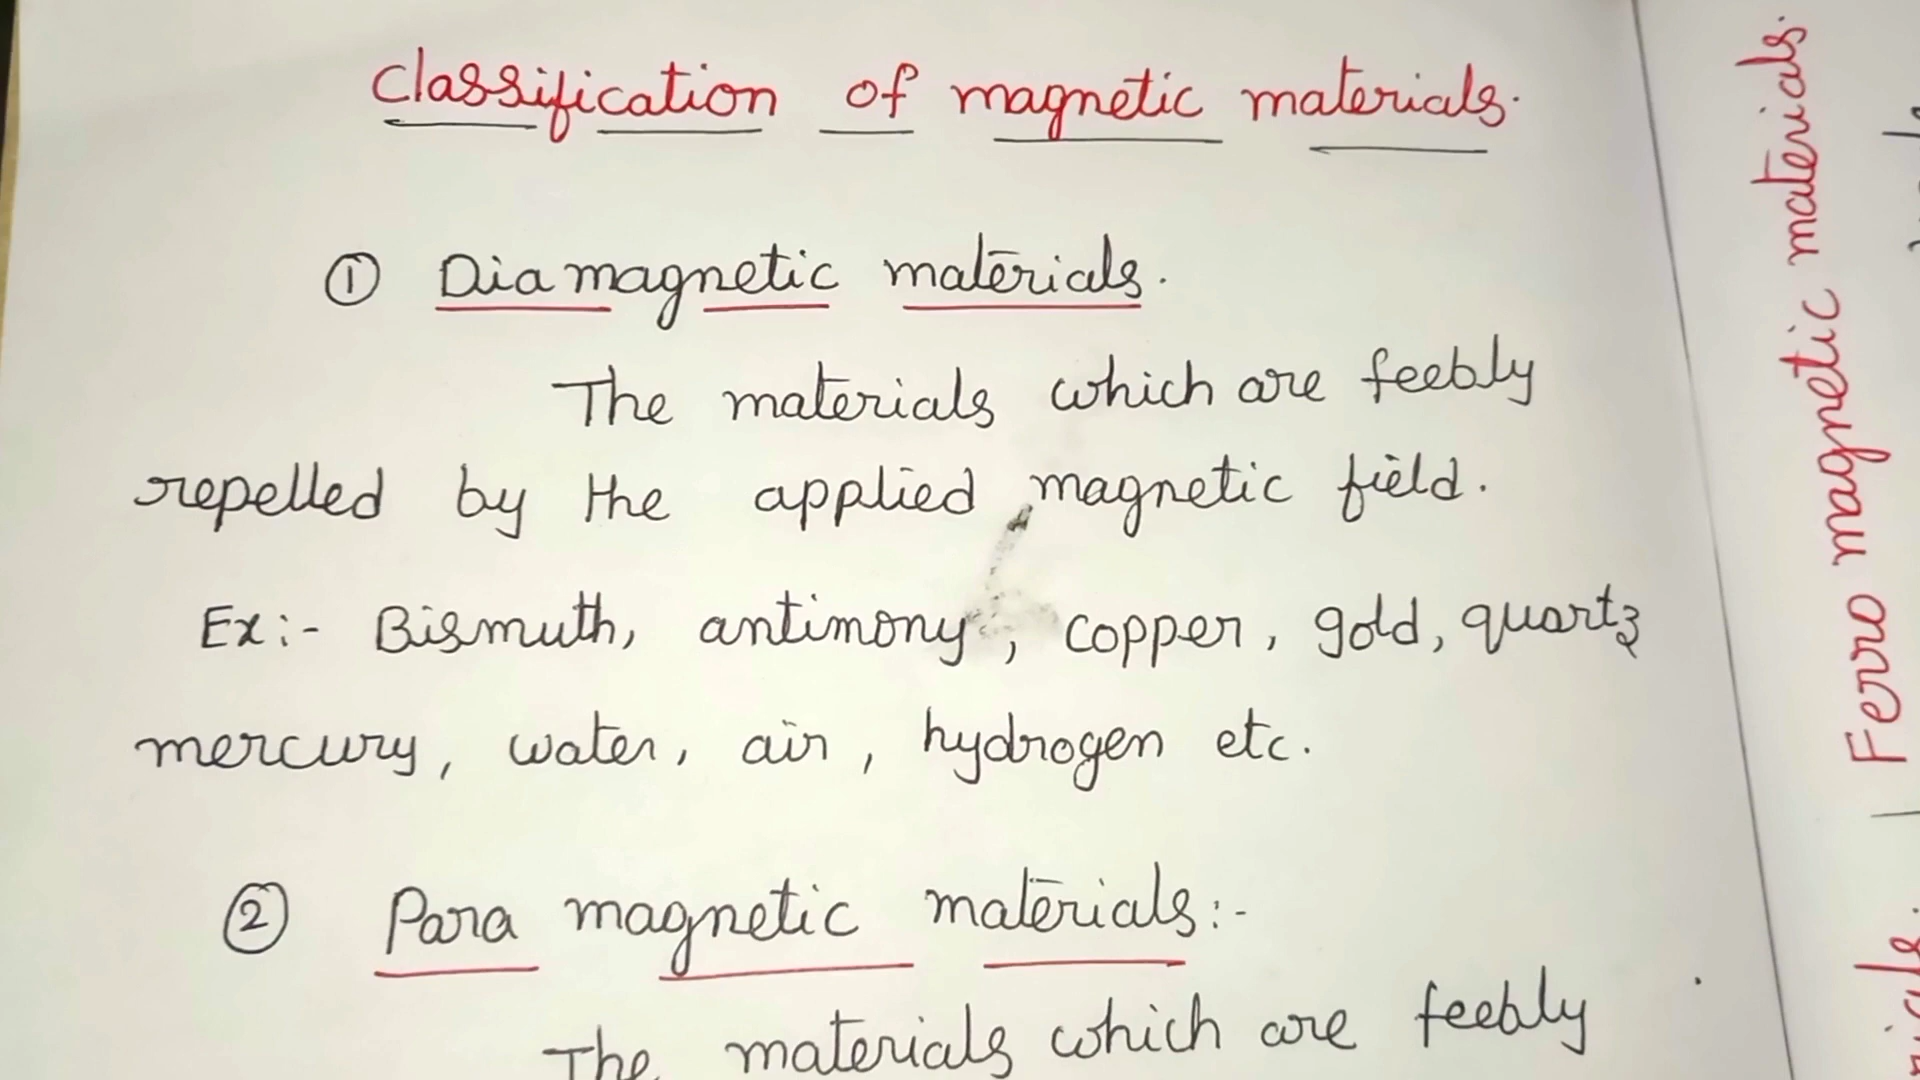 Classification of magnetic materials.
① Diamagnetic materials.
The materials which are feebly
repelled by the applied magnetic field.
Ex:- Bismuth, antimony, copper, gold, quartz
mercury, water, air, hydrogen etc.
② Para magnetic materials:-
The materials which are feebly
Ferro magnetic materials.